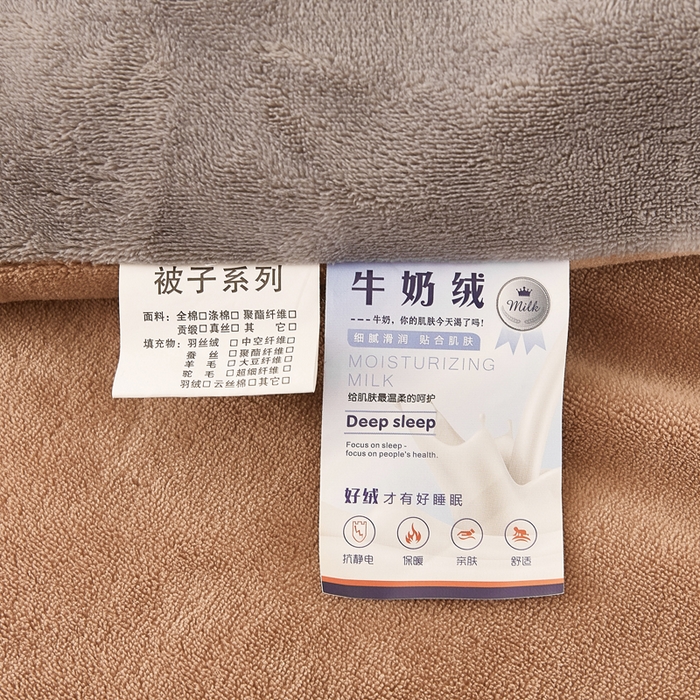 被子系列
面料：全棉□涤棉□聚酯纤维□
贡缎□真丝□其 它□
填充物：羽丝绒 □中空纤维□
蚕 丝 □聚酯纤维□
羊 毛 □大豆纤维□
驼 毛 □超细纤维□
羽绒□云丝棉□其它□
牛奶绒
Milk
---牛奶，你的肌肤今天渴了吗！
细腻滑润 贴合肌肤
MOISTURIZING
MILK
给肌肤最温柔的呵护
Deep sleep
Focus on sleep -
focus on people's health.
好绒才有好睡眠
抗静电 保暖 亲肤 舒适